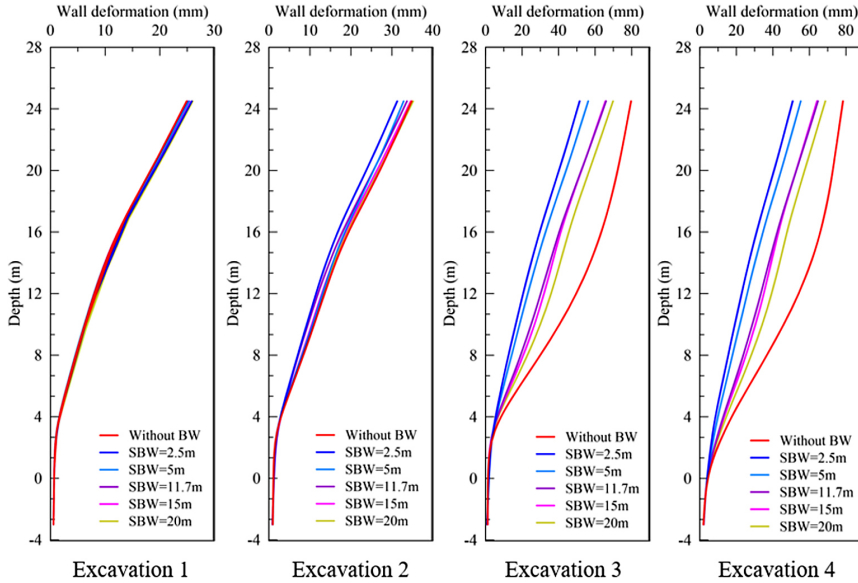 Wall deformation (mm)
0 10 20 30
28
24
20
16
12
8
4
0
-4
Depth (m)
Without BW
SBW=2.5m
SBW=5m
SBW=11.7m
SBW=15m
SBW=20m
Excavation 1
Wall deformation (mm)
0 10 20 30 40
28
24
20
16
12
8
4
0
-4
Depth (m)
Without BW
SBW=2.5m
SBW=5m
SBW=11.7m
SBW=15m
SBW=20m
Excavation 2
Wall deformation (mm)
0 20 40 60 80
28
24
20
16
12
8
4
0
-4
Depth (m)
Without BW
SBW=2.5m
SBW=5m
SBW=11.7m
SBW=15m
SBW=20m
Excavation 3
Wall deformation (mm)
0 20 40 60 80
28
24
20
16
12
8
4
0
-4
Depth (m)
Without BW
SBW=2.5m
SBW=5m
SBW=11.7m
SBW=15m
SBW=20m
Excavation 4